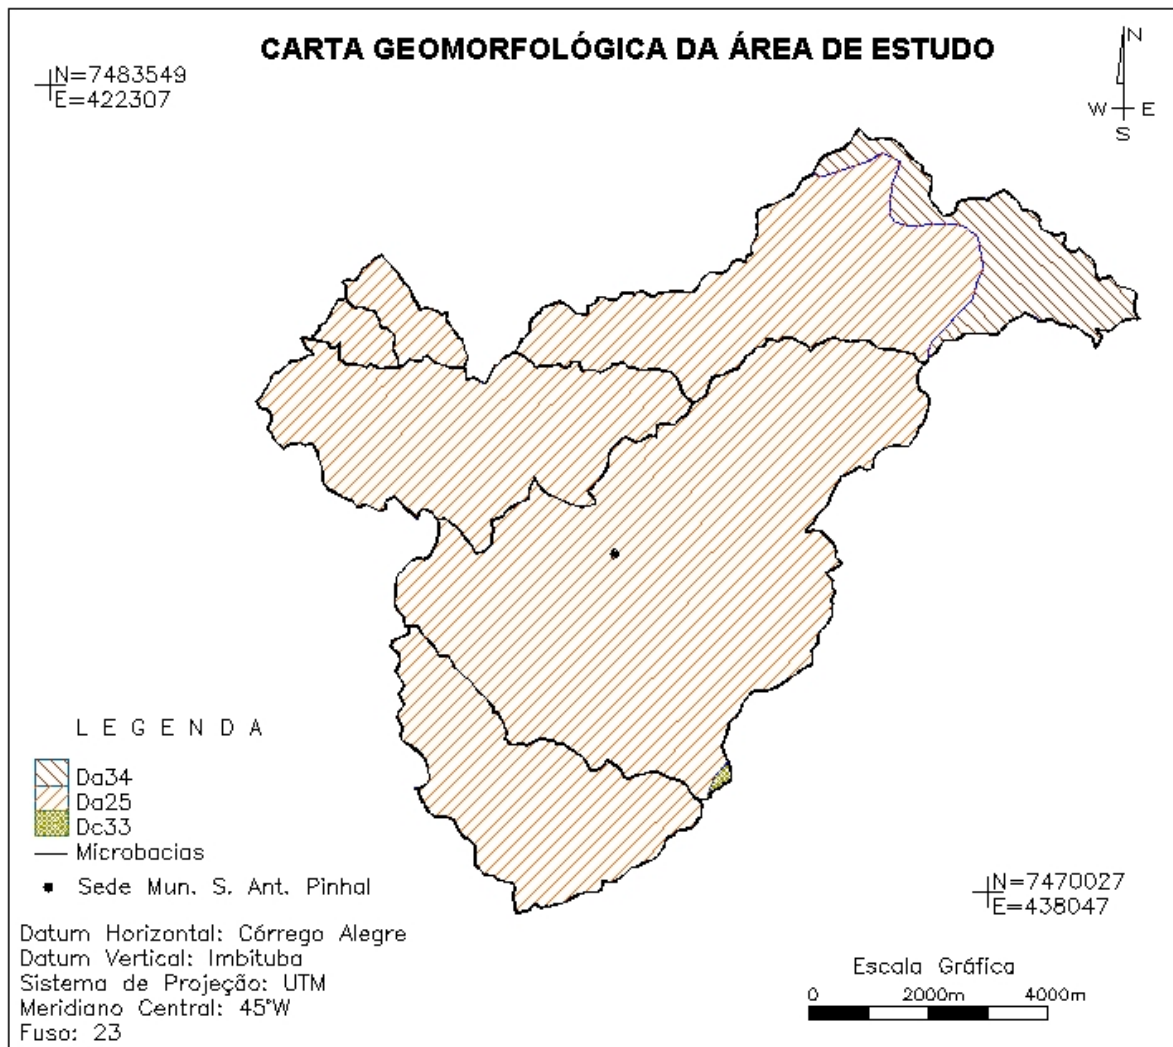 CARTA GEOMORFOLÓGICA DA ÁREA DE ESTUDO
N=7483549
E=422307
N
W E
S
L E G E N D A
Da34
Da25
Dc33
Microbacias
Sede Mun. S. Ant. Pinhal
N=7470027
E=438047
Datum Horizontal: Córrego Alegre
Datum Vertical: Imbituba
Sistema de Projeção: UTM
Meridiano Central: 45°W
Fuso: 23
Escala Gráfica
0 2000m 4000m